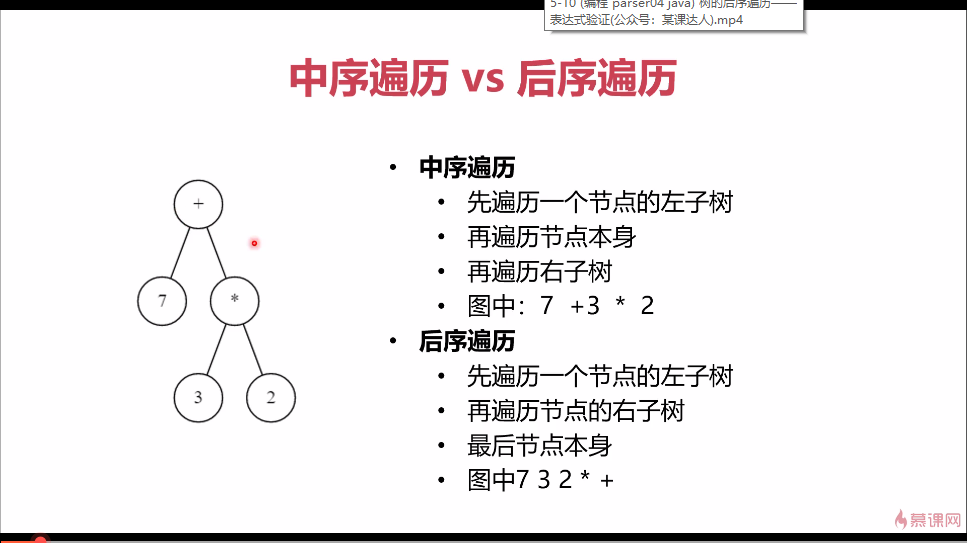 5-10 (编程 parser04 java) 树的后序遍历——
表达式验证(公众号：某课达人).mp4
中序遍历 vs 后序遍历
+
7
*
3
2
• 中序遍历
• 先遍历一个节点的左子树
• 再遍历节点本身
• 再遍历右子树
• 图中：7 +3 * 2
• 后序遍历
• 先遍历一个节点的左子树
• 再遍历节点的右子树
• 最后节点本身
• 图中7 3 2 * +
慕课网